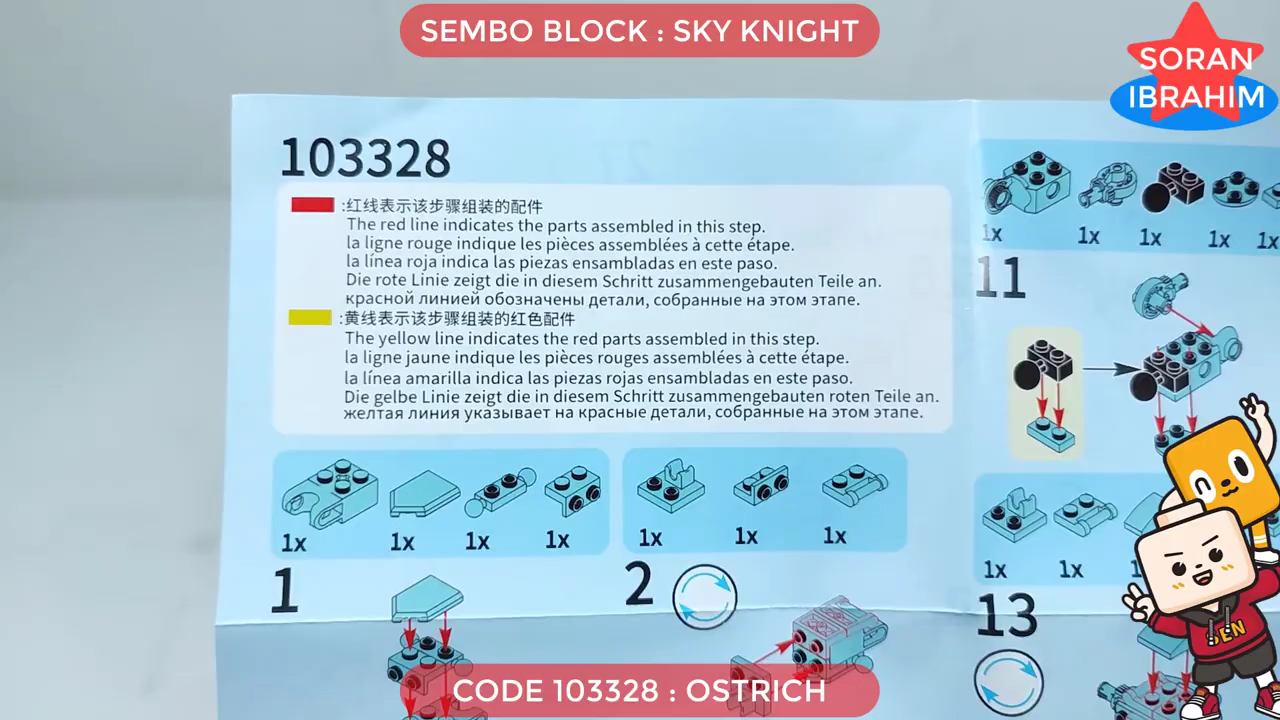 SEMBO BLOCK : SKY KNIGHT
SORAN
IBRAHIM
103328
:红线表示该步骤组装的配件
The red line indicates the parts assembled in this step.
la ligne rouge indique les pièces assemblées à cette étape.
la línea roja indica las piezas ensambladas en este paso.
Die rote Linie zeigt die in diesem Schritt zusammengebauten Teile an.
красной линией обозначены детали, собранные на этом этапе.
:黄线表示该步骤组装的红色配件
The yellow line indicates the red parts assembled in this step.
la ligne jaune indique les pièces rouges assemblées à cette étape.
la línea amarilla indica las piezas rojas ensambladas en este paso.
Die gelbe Linie zeigt die in diesem Schritt zusammengebauten roten Teile an.
желтая линия указывает на красные детали, собранные на этом этапе.
1x 1x 1x 1x
1
1x 1x 1x
2
1x 1x 1x 1x 1x
11
1x 1x
13
DEN
CODE 103328 : OSTRICH